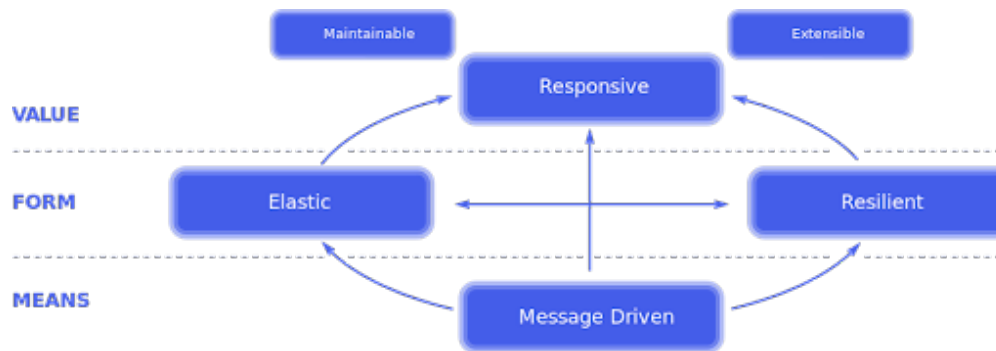 Maintainable
Extensible
Responsive
VALUE
FORM
Elastic
Resilient
MEANS
Message Driven